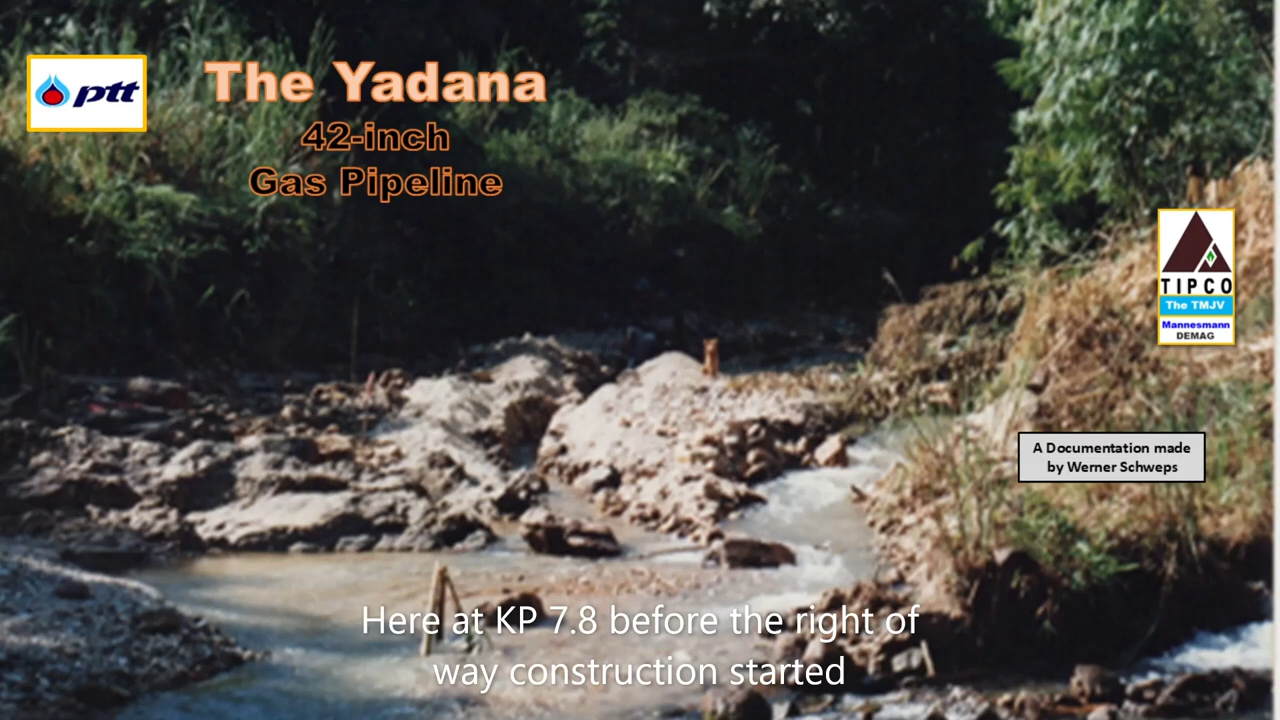 ptt
The Yadana
42-inch
Gas Pipeline
TIPCO
The TMJV
Mannesmann
DEMAG
A Documentation made
by Werner Schweps
Here at KP 7.8 before the right of
way construction started